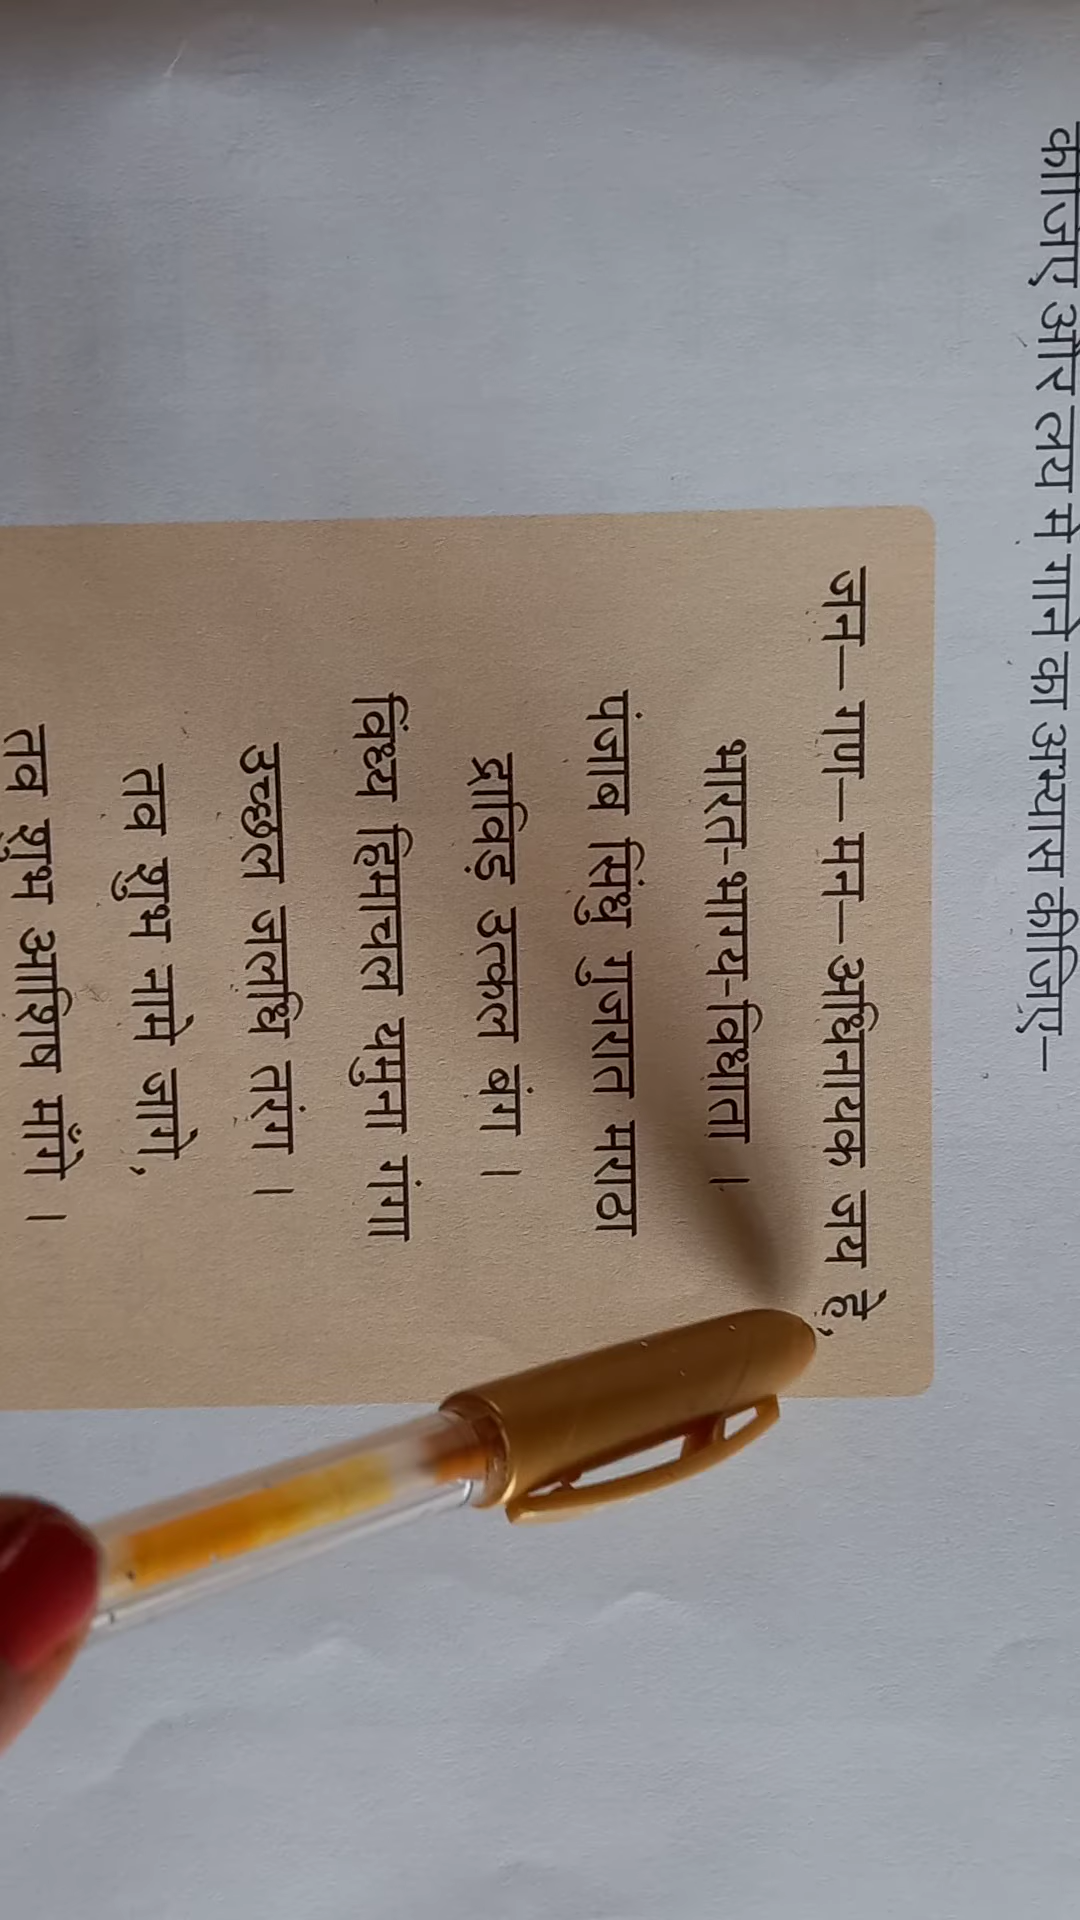 कीजिए और लय में गाने का अभ्यास कीजिए–
जन–गण–मन–अधिनायक जय हे,
भारत-भाग्य-विधाता ।
पंजाब सिंधु गुजरात मराठा
द्राविड़ उत्कल बंग ।
विंध्य हिमाचल यमुना गंगा
उच्छल जलधि तरंग ।
तव शुभ नामे जागे,
तव शुभ आशिष माँगे ।